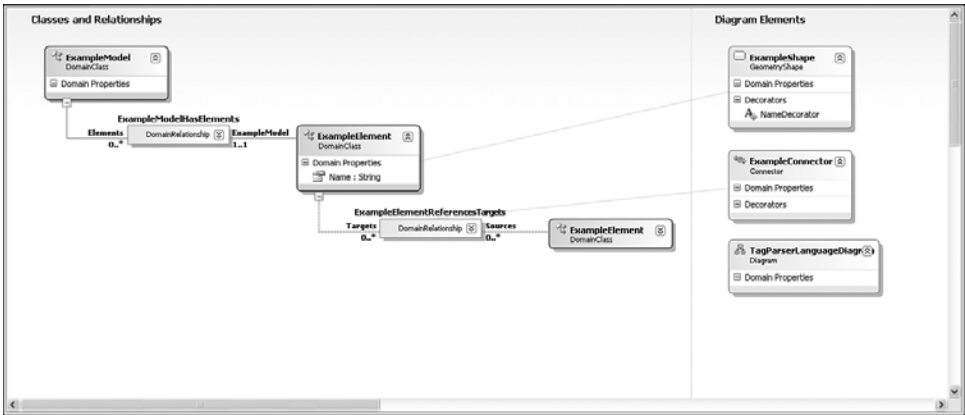 Classes and Relationships
Diagram Elements
ExampleModel
DomainClass
Domain Properties
ExampleModelHasElements
Elements
0..*
DomainRelationship
ExampleModel
1..1
ExampleElement
DomainClass
Domain Properties
Name : String
ExampleElementReferencesTargets
Targets
0..*
DomainRelationship
Sources
0..*
ExampleElement
DomainClass
ExampleShape
GeometryShape
Domain Properties
Decorators
NameDecorator
ExampleConnector
Connector
Domain Properties
Decorators
TagParserLanguageDiagr
Diagram
Domain Properties